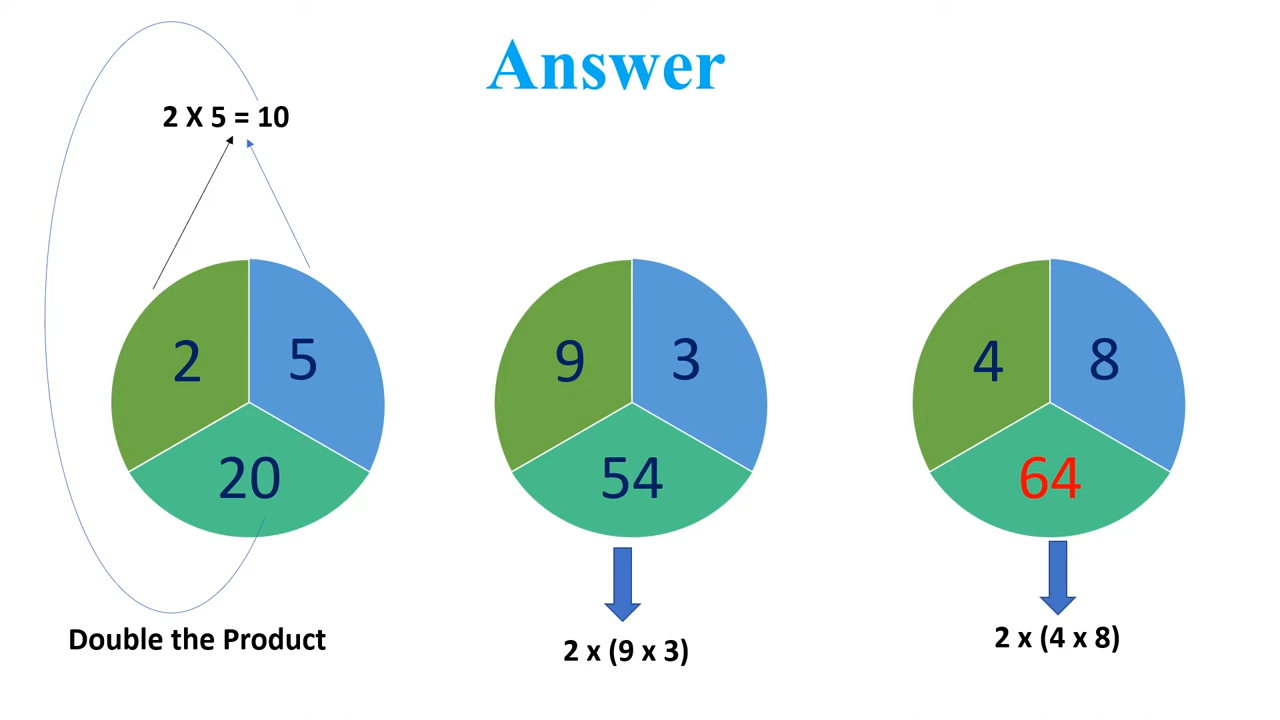 Answer
2 X 5 = 10
2 5
20
9 3
54
4 8
64
Double the Product
2 x (9 x 3)
2 x (4 x 8)